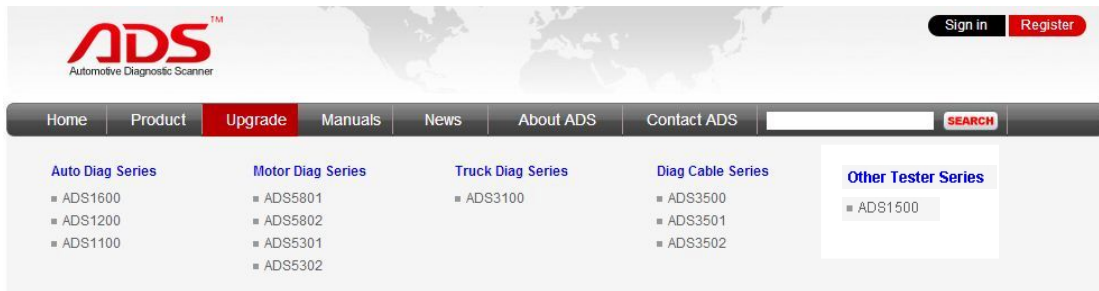 ADS™
Automotive Diagnostic Scanner
Sign in
Register
Home
Product
Upgrade
Manuals
News
About ADS
Contact ADS
SEARCH
Auto Diag Series
ADS1600
ADS1200
ADS1100
Motor Diag Series
ADS5801
ADS5802
ADS5301
ADS5302
Truck Diag Series
ADS3100
Diag Cable Series
ADS3500
ADS3501
ADS3502
Other Tester Series
ADS1500